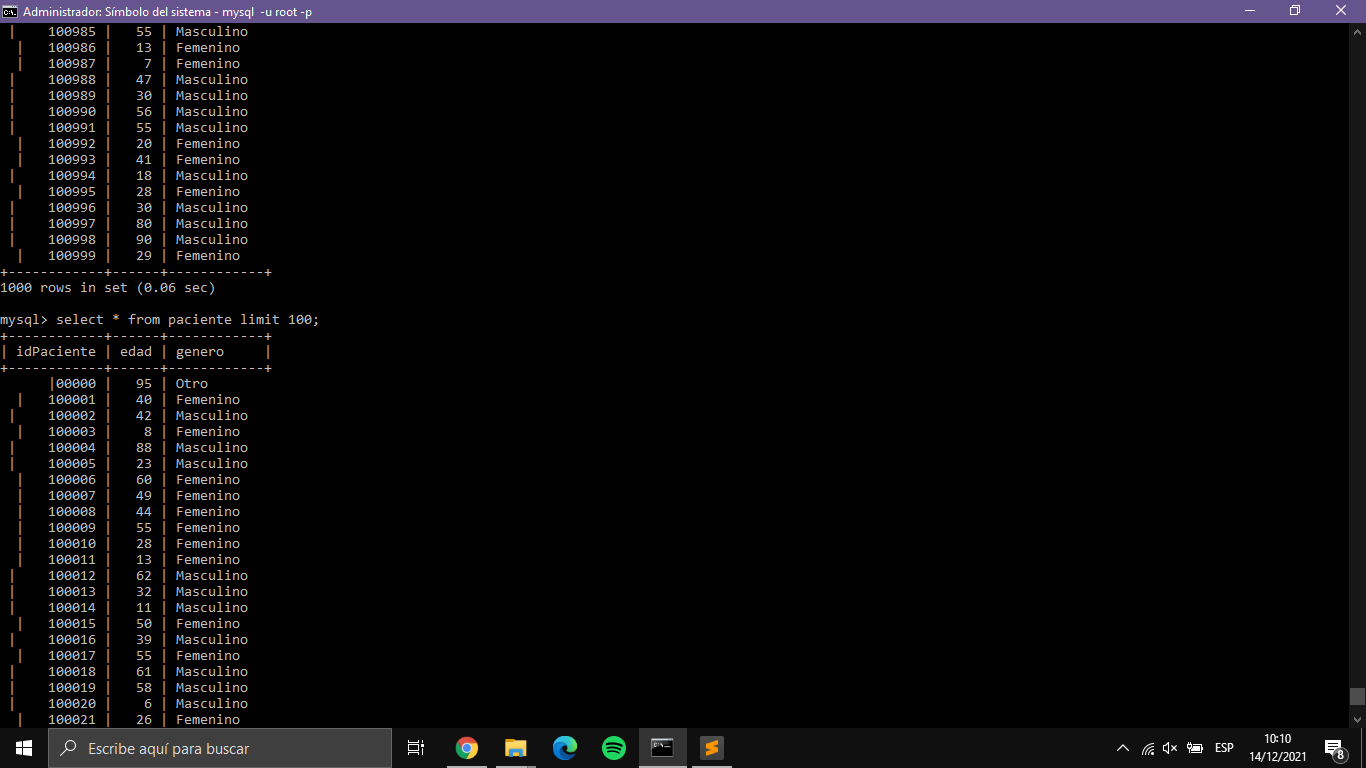 Administrador: Símbolo del sistema - mysql -u root -p
|    100985 |   55 | Masculino
 |   100986 |   13 | Femenino
 |   100987 |    7 | Femenino
|    100988 |   47 | Masculino
|    100989 |   30 | Masculino
|    100990 |   56 | Masculino
|    100991 |   55 | Masculino
 |   100992 |   20 | Femenino
 |   100993 |   41 | Femenino
|    100994 |   18 | Masculino
 |   100995 |   28 | Femenino
|    100996 |   30 | Masculino
|    100997 |   80 | Masculino
|    100998 |   90 | Masculino
 |   100999 |   29 | Femenino
+------------+------+------------+
1000 rows in set (0.06 sec)
mysql> select * from paciente limit 100;
+------------+------+------------+
| idPaciente | edad | genero     |
+------------+------+------------+
      |00000 |   95 | Otro
 |   100001 |   40 | Femenino
|    100002 |   42 | Masculino
 |   100003 |    8 | Femenino
|    100004 |   88 | Masculino
|    100005 |   23 | Masculino
 |   100006 |   60 | Femenino
 |   100007 |   49 | Femenino
 |   100008 |   44 | Femenino
 |   100009 |   55 | Femenino
 |   100010 |   28 | Femenino
 |   100011 |   13 | Femenino
|    100012 |   62 | Masculino
|    100013 |   32 | Masculino
|    100014 |   11 | Masculino
 |   100015 |   50 | Femenino
|    100016 |   39 | Masculino
 |   100017 |   55 | Femenino
|    100018 |   61 | Masculino
|    100019 |   58 | Masculino
|    100020 |    6 | Masculino
 |   100021 |   26 | Femenino
Escribe aquí para buscar
ESP
10:10
14/12/2021
8